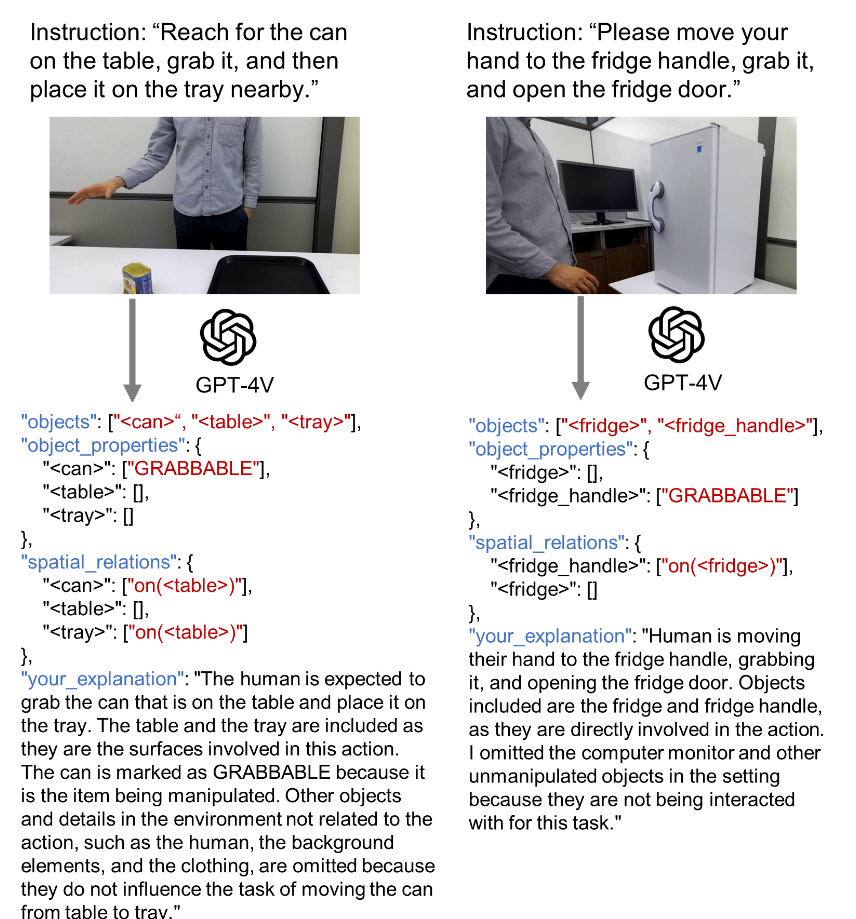 Instruction: “Reach for the can
on the table, grab it, and then
place it on the tray nearby.”
GPT-4V
"objects": ["<can>“, "<table>", "<tray>"],
"object_properties": {
"<can>": ["GRABBABLE"],
"<table>": [],
"<tray>": []
},
"spatial_relations": {
"<can>": ["on(<table>)"],
"<table>": [],
"<tray>": ["on(<table>)"]
},
"your_explanation": "The human is expected to
grab the can that is on the table and place it on
the tray. The table and the tray are included as
they are the surfaces involved in this action.
The can is marked as GRABBABLE because it
is the item being manipulated. Other objects
and details in the environment not related to the
action, such as the human, the background
elements, and the clothing, are omitted because
they do not influence the task of moving the can
from table to tray."
Instruction: “Please move your
hand to the fridge handle, grab it,
and open the fridge door.”
GPT-4V
"objects": ["<fridge>", "<fridge_handle>"],
"object_properties": {
"<fridge>": [],
"<fridge_handle>": ["GRABBABLE"]
},
"spatial_relations": {
"<fridge_handle>": ["on(<fridge>)"],
"<fridge>": []
},
"your_explanation": "Human is moving
their hand to the fridge handle, grabbing
it, and opening the fridge door. Objects
included are the fridge and fridge handle,
as they are directly involved in the action.
I omitted the computer monitor and other
unmanipulated objects in the setting
because they are not being interacted
with for this task."